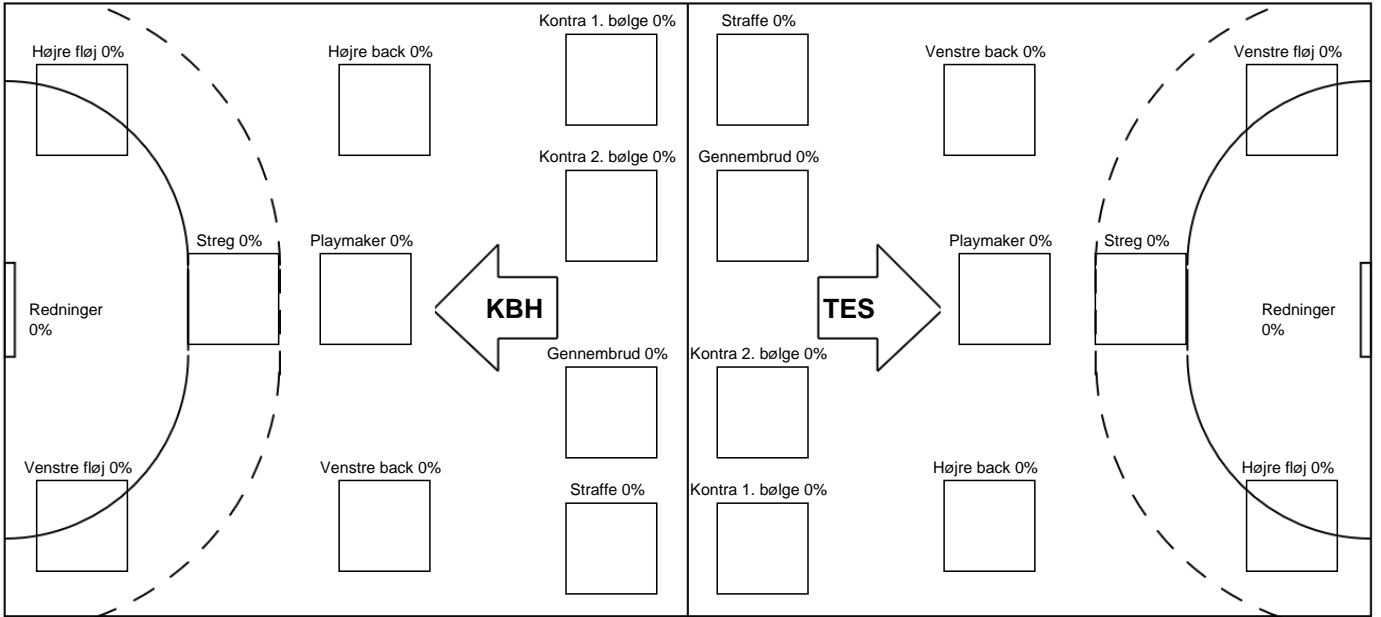 Kontra 1. bølge 0%
Straffe 0%
Højre fløj 0%
Højre back 0%
Venstre back 0%
Venstre fløj 0%
Kontra 2. bølge 0%
Gennembrud 0%
Streg 0%
Playmaker 0%
Playmaker 0%
Streg 0%
Redninger
0%
KBH
TES
Redninger
0%
Gennembrud 0%
Kontra 2. bølge 0%
Venstre fløj 0%
Venstre back 0%
Straffe 0%
Kontra 1. bølge 0%
Højre back 0%
Højre fløj 0%